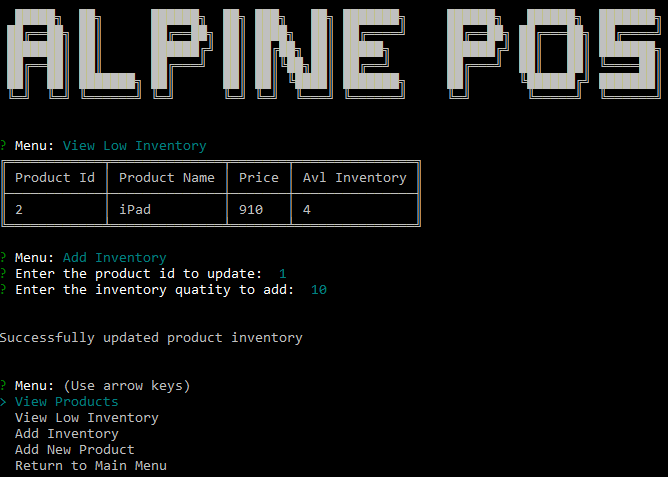 ALPINE POS
? Menu: View Low Inventory
Product Id Product Name Price Avl Inventory
2 iPad 910 4
? Menu: Add Inventory
? Enter the product id to update: 1
? Enter the inventory quatity to add: 10
Successfully updated product inventory
? Menu: (Use arrow keys)
> View Products
View Low Inventory
Add Inventory
Add New Product
Return to Main Menu